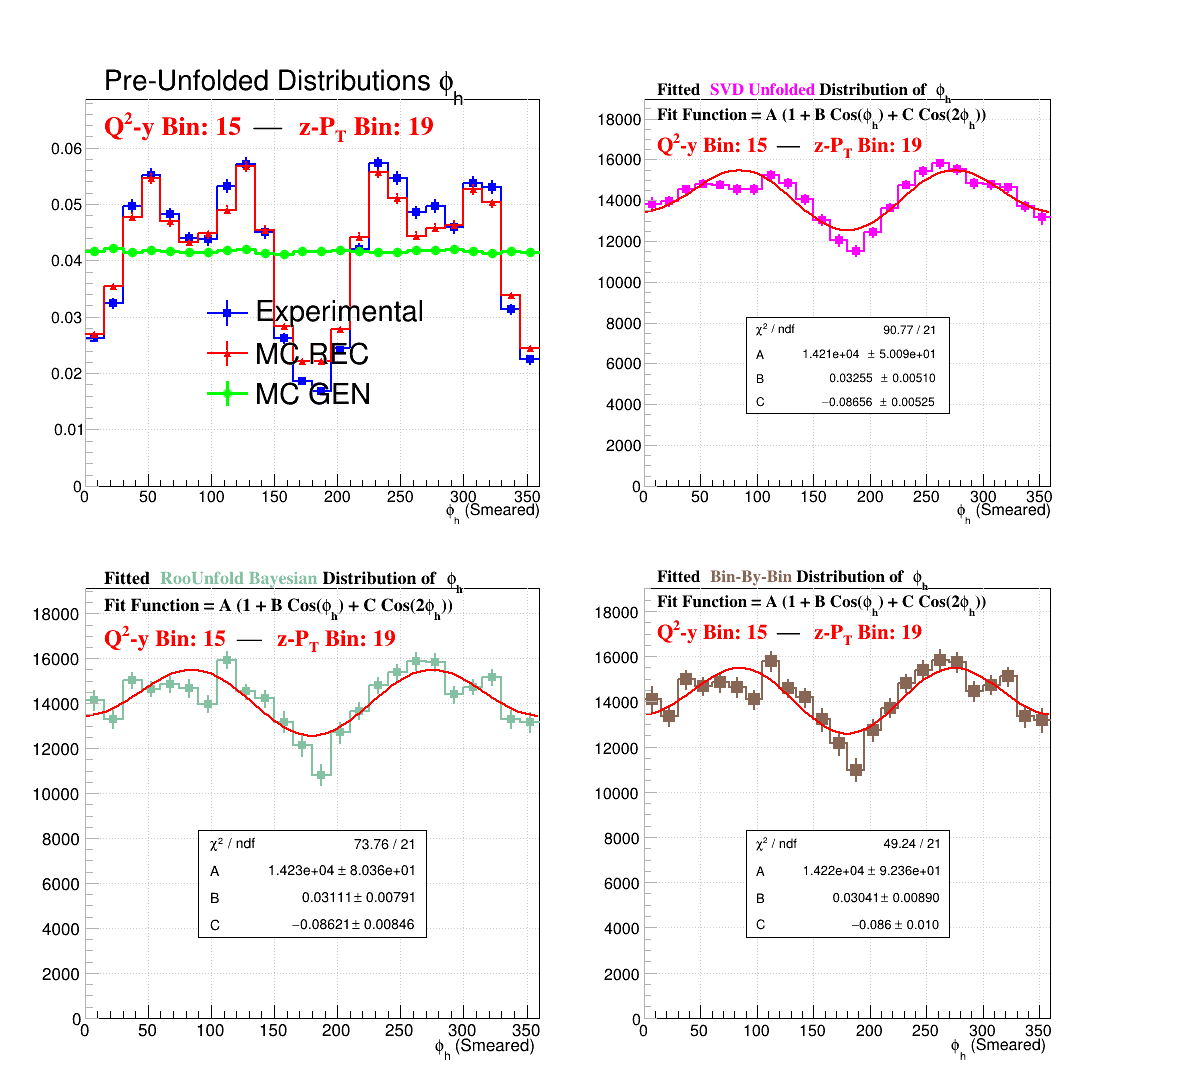 Pre-Unfolded Distributions ϕh
Q2-y Bin: 15 — z-PT Bin: 19
0.06
0.05
0.04
0.03
0.02
0.01
0
Experimental
MC REC
MC GEN
0 50 100 150 200 250 300 350
ϕh (Smeared)
Fitted SVD Unfolded Distribution of ϕh
Fit Function = A (1 + B Cos(ϕh) + C Cos(2ϕh))
Q2-y Bin: 15 — z-PT Bin: 19
18000
16000
14000
12000
10000
8000
6000
4000
2000
0
χ2 / ndf 90.77 / 21
A 1.421e+04 ± 5.009e+01
B 0.03255 ± 0.00510
C −0.08656 ± 0.00525
0 50 100 150 200 250 300 350
ϕh (Smeared)
Fitted RooUnfold Bayesian Distribution of ϕh
Fit Function = A (1 + B Cos(ϕh) + C Cos(2ϕh))
Q2-y Bin: 15 — z-PT Bin: 19
18000
16000
14000
12000
10000
8000
6000
4000
2000
0
χ2 / ndf 73.76 / 21
A 1.423e+04 ± 8.036e+01
B 0.03111 ± 0.00791
C −0.08621 ± 0.00846
0 50 100 150 200 250 300 350
ϕh (Smeared)
Fitted Bin-By-Bin Distribution of ϕh
Fit Function = A (1 + B Cos(ϕh) + C Cos(2ϕh))
Q2-y Bin: 15 — z-PT Bin: 19
18000
16000
14000
12000
10000
8000
6000
4000
2000
0
χ2 / ndf 49.24 / 21
A 1.422e+04 ± 9.236e+01
B 0.03041 ± 0.00890
C −0.086 ± 0.010
0 50 100 150 200 250 300 350
ϕh (Smeared)